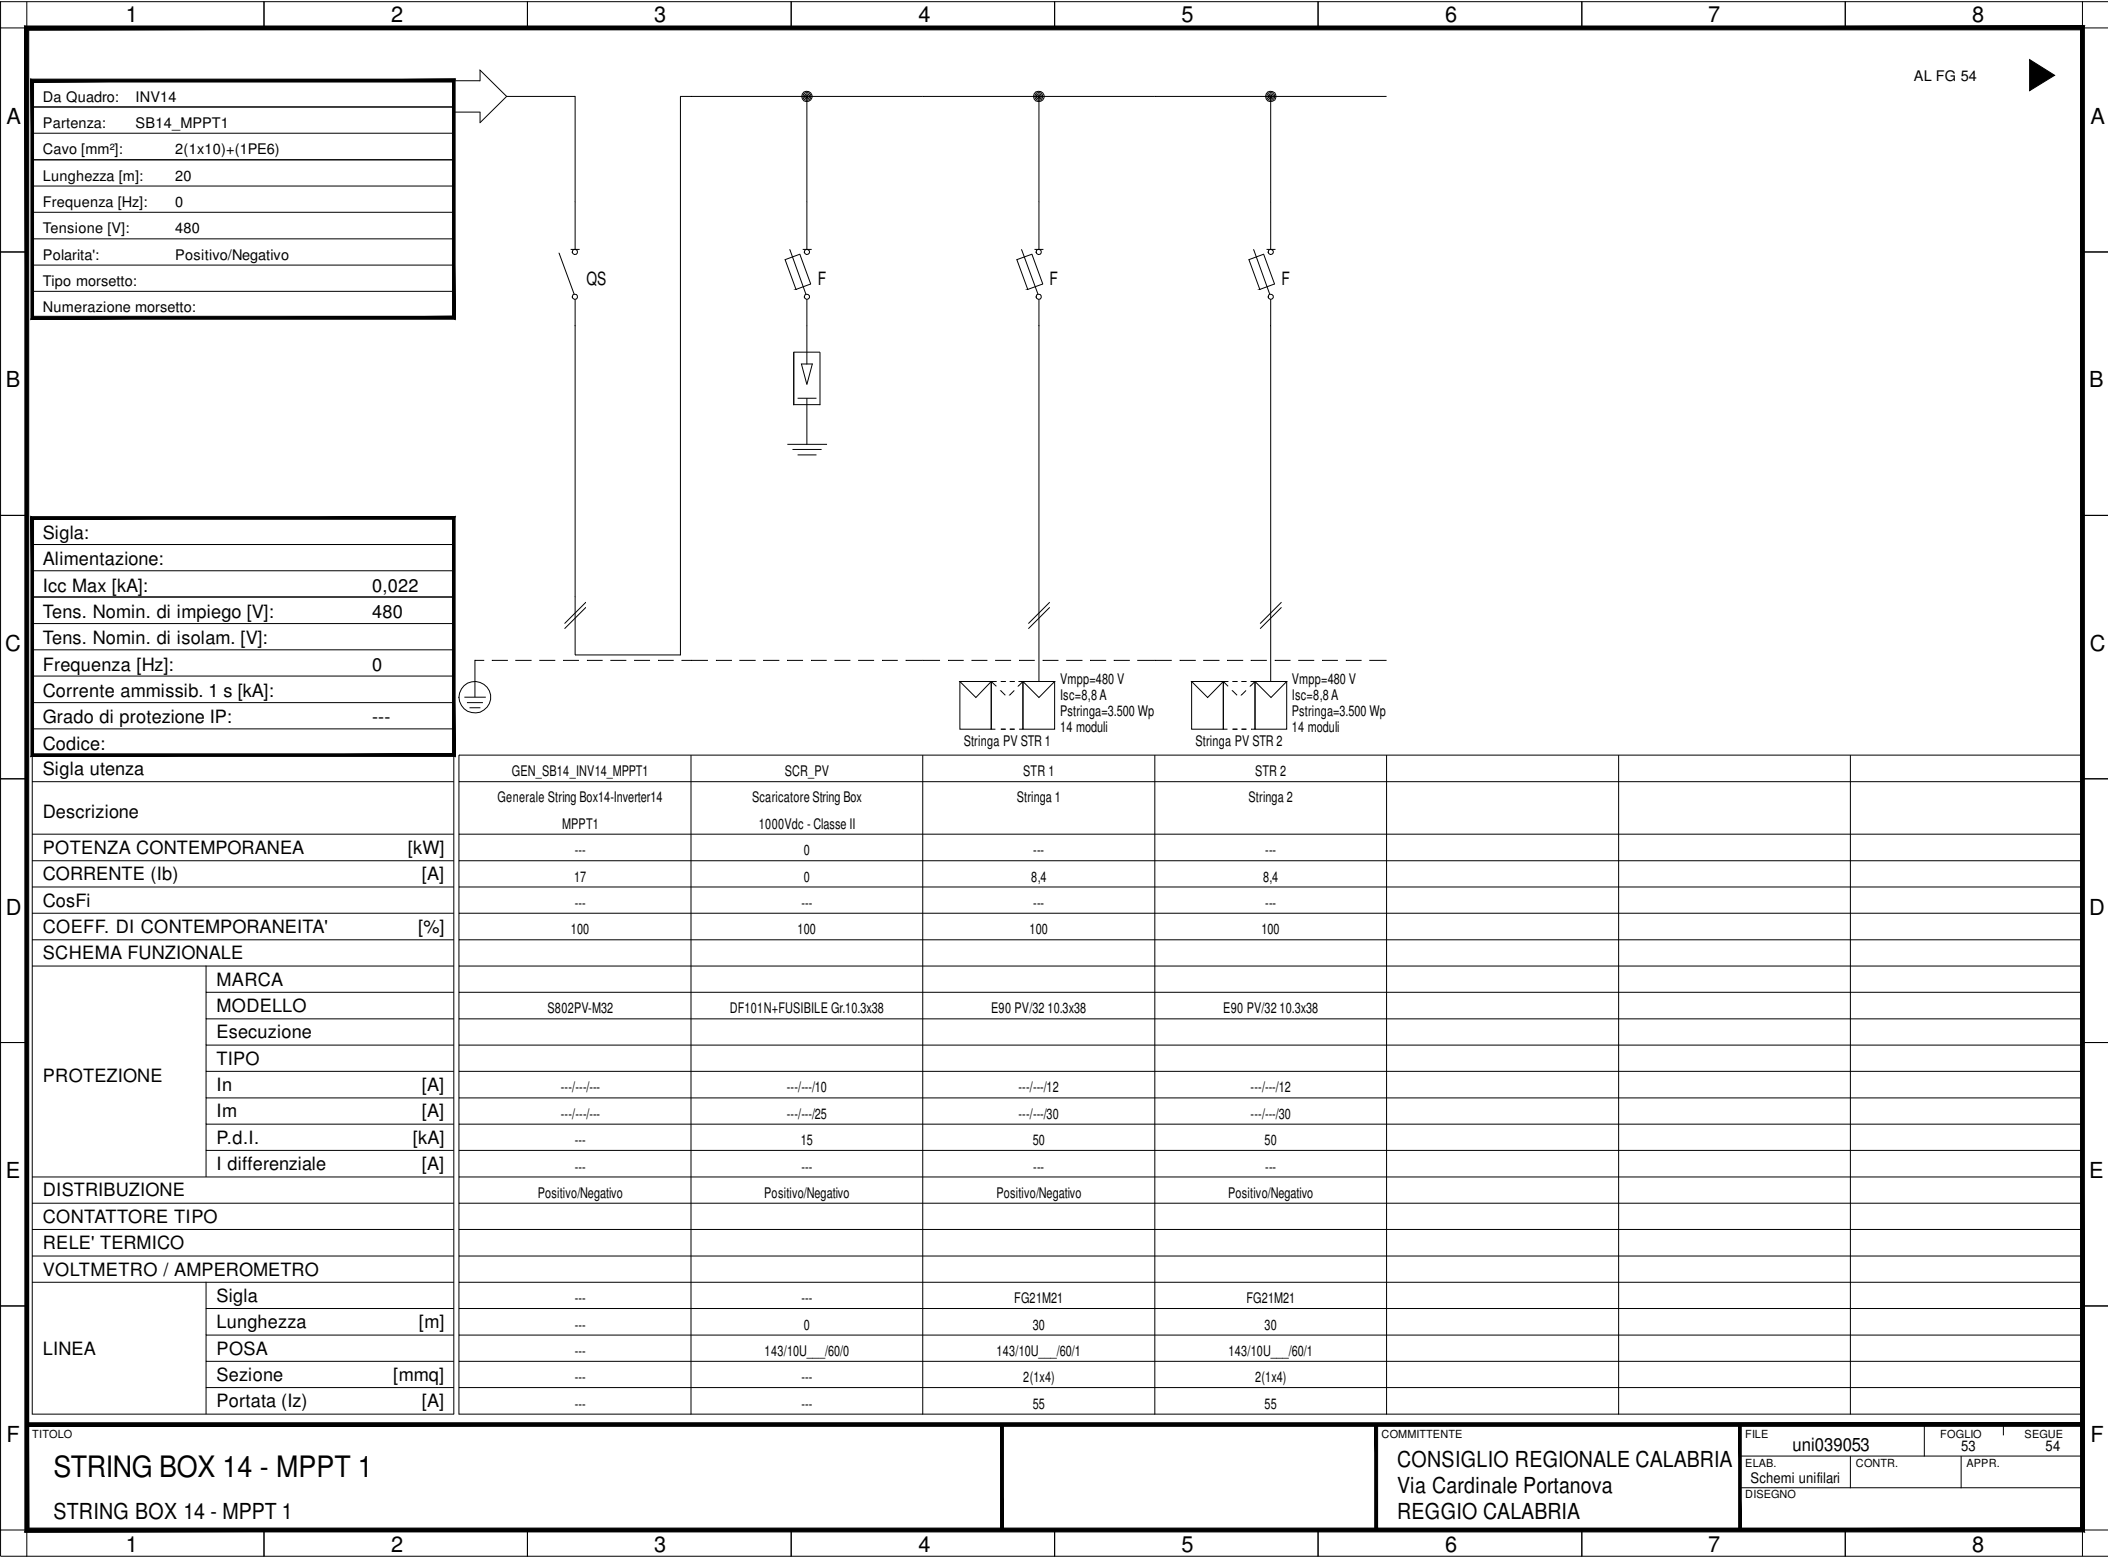 1 2 3 4 5 6 7 8
A A
B B
C C
D D
E E
F F
AL FG 54
Da Quadro: INV14
Partenza: SB14_MPPT1
Cavo [mm²]: 2(1x10)+(1PE6)
Lunghezza [m]: 20
Frequenza [Hz]: 0
Tensione [V]: 480
Polarita': Positivo/Negativo
Tipo morsetto:
Numerazione morsetto:
QS F F F
Sigla:
Alimentazione:
Icc Max [kA]: 0,022
Tens. Nomin. di impiego [V]: 480
Tens. Nomin. di isolam. [V]:
Frequenza [Hz]: 0
Corrente ammissib. 1 s [kA]:
Grado di protezione IP: ---
Codice:
Vmpp=480 V
Isc=8,8 A
Pstringa=3.500 Wp
14 moduli
Stringa PV STR 1
Vmpp=480 V
Isc=8,8 A
Pstringa=3.500 Wp
14 moduli
Stringa PV STR 2
Sigla utenza GEN_SB14_INV14_MPPT1 SCR_PV STR 1 STR 2
Descrizione Generale String Box14-Inverter14 Scaricatore String Box Stringa 1 Stringa 2
MPPT1 1000Vdc - Classe II
POTENZA CONTEMPORANEA [kW] --- 0 --- ---
CORRENTE (Ib) [A] 17 0 8,4 8,4
CosFi --- --- --- ---
COEFF. DI CONTEMPORANEITA' [%] 100 100 100 100
SCHEMA FUNZIONALE
PROTEZIONE
MARCA
MODELLO S802PV-M32 DF101N+FUSIBILE Gr.10.3x38 E90 PV/32 10.3x38 E90 PV/32 10.3x38
Esecuzione
TIPO
In [A] ---/---/--- ---/---/10 ---/---/12 ---/---/12
Im [A] ---/---/--- ---/---/25 ---/---/30 ---/---/30
P.d.I. [kA] --- 15 50 50
I differenziale [A] --- --- --- ---
DISTRIBUZIONE Positivo/Negativo Positivo/Negativo Positivo/Negativo Positivo/Negativo
CONTATTORE TIPO
RELE' TERMICO
VOLTMETRO / AMPEROMETRO
LINEA
Sigla --- --- FG21M21 FG21M21
Lunghezza [m] --- 0 30 30
POSA --- 143/10U___/60/0 143/10U___/60/1 143/10U___/60/1
Sezione [mmq] --- --- 2(1x4) 2(1x4)
Portata (Iz) [A] --- --- 55 55
TITOLO
STRING BOX 14 - MPPT 1
STRING BOX 14 - MPPT 1
COMMITTENTE
CONSIGLIO REGIONALE CALABRIA
Via Cardinale Portanova
REGGIO CALABRIA
FILE uni039053
FOGLIO 53
SEGUE 54
ELAB. Schemi unifilari
CONTR.
APPR.
DISEGNO
1 2 3 4 5 6 7 8